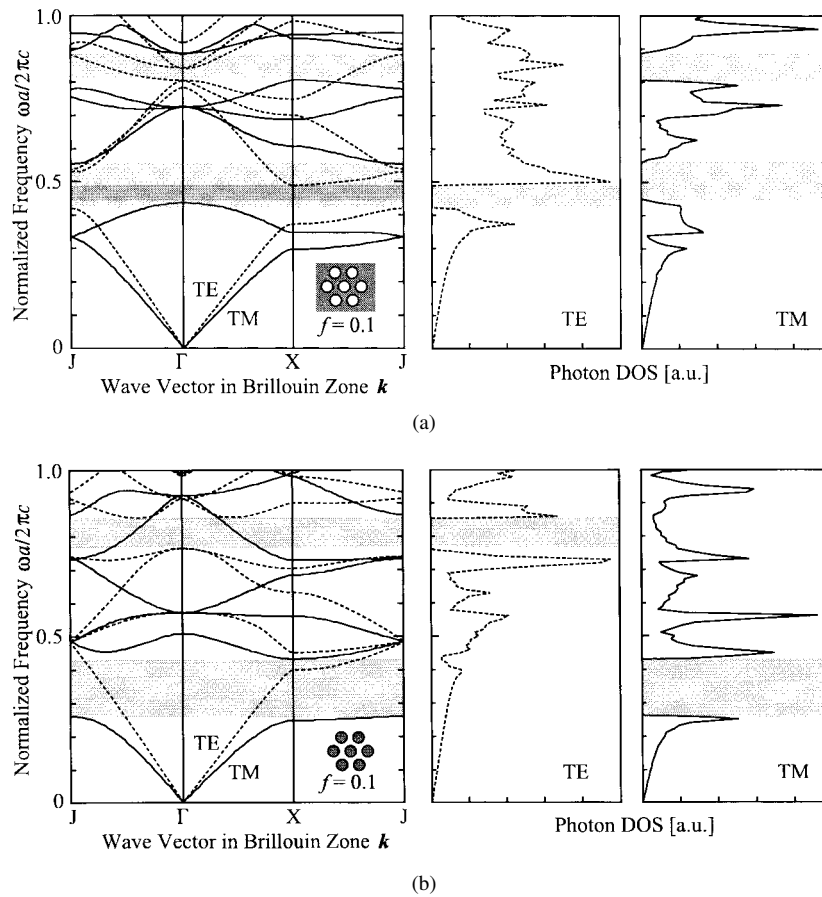 1.0
0.5
0
Normalized Frequency ωa/2πc
TE
TM
f = 0.1
J Γ X J
Wave Vector in Brillouin Zone k
TE
TM
Photon DOS [a.u.]
(a)
1.0
0.5
0
Normalized Frequency ωa/2πc
TE
TM
f = 0.1
J Γ X J
Wave Vector in Brillouin Zone k
TE
TM
Photon DOS [a.u.]
(b)